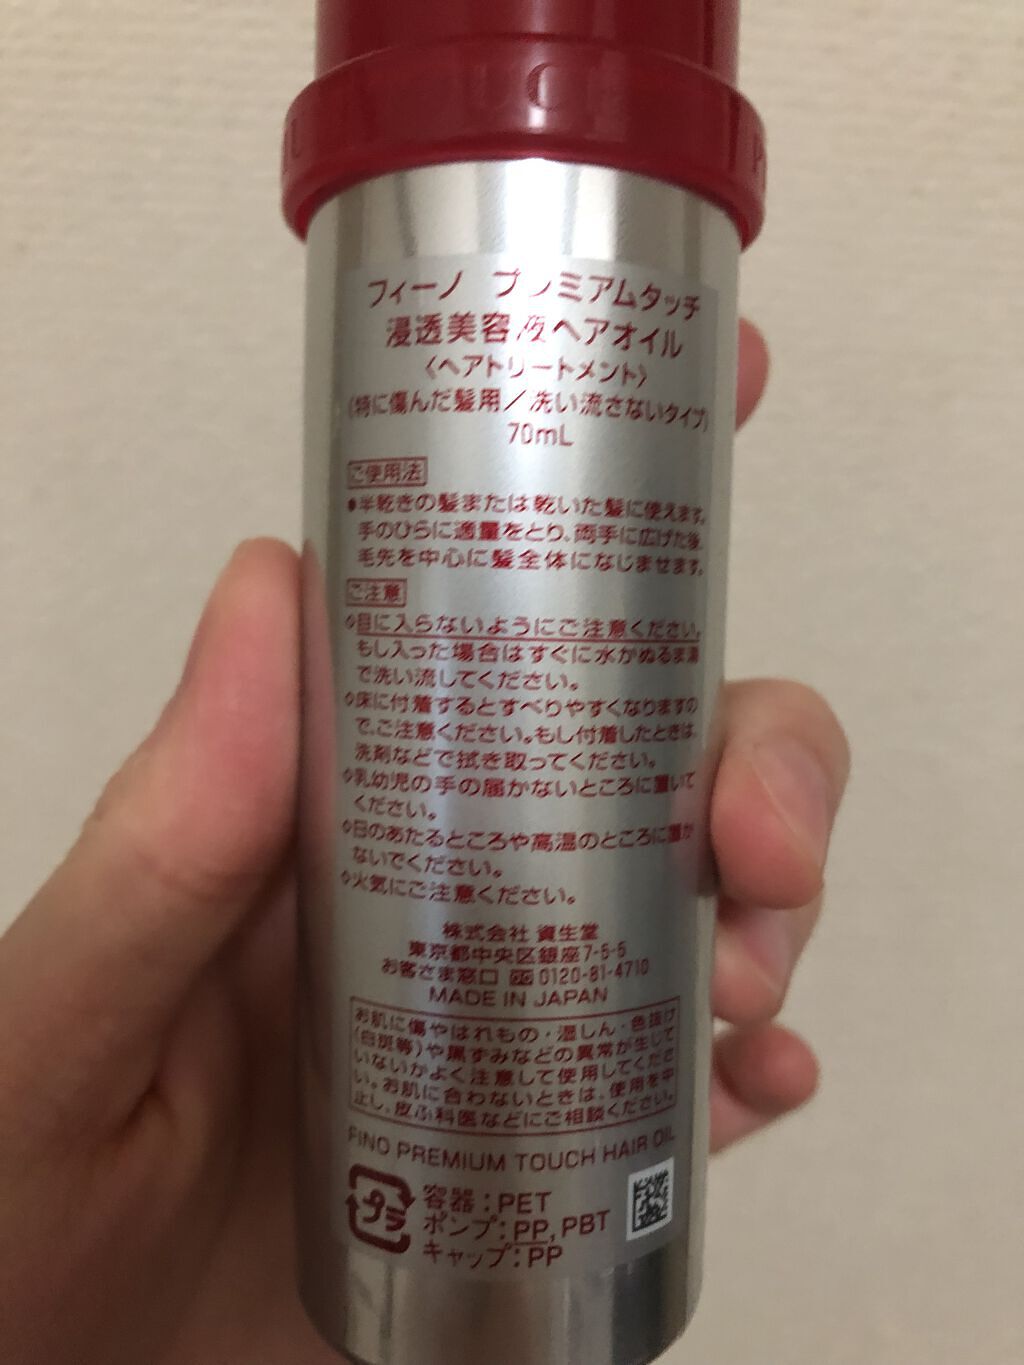 フィーノ プレミアムタッチ
浸透美容液ヘアオイル
〈ヘアトリートメント〉
(特に傷んだ髪用/洗い流さないタイプ)
70mL
ご使用法
●半乾きの髪または乾いた髪に使えます。
手のひらに適量をとり、両手に広げた後、
毛先を中心に髪全体になじませます。
ご注意
◇目に入らないようにご注意ください。
もし入った場合はすぐに水かぬるま湯
で洗い流してください。
◇床に付着するとすべりやすくなりますの
で、ご注意ください。もし付着したときは、
洗剤などで拭き取ってください。
◇乳幼児の手の届かないところに置いて
ください。
◇日のあたるところや高温のところに置か
ないでください。
◇火気にご注意ください。
株式会社 資生堂
東京都中央区銀座7-5-5
お客さま窓口 0120-81-4710
MADE IN JAPAN
お肌に傷やはれもの・湿しん・色抜け
(白斑等)や黒ずみなどの異常が生じて
いないかよく注意して使用してくださ
い。お肌に合わないときは、使用を中
止し、皮ふ科医などにご相談ください。
FINO PREMIUM TOUCH HAIR OIL
プラ
容器:PET
ポンプ:PP,PBT
キャップ:PP